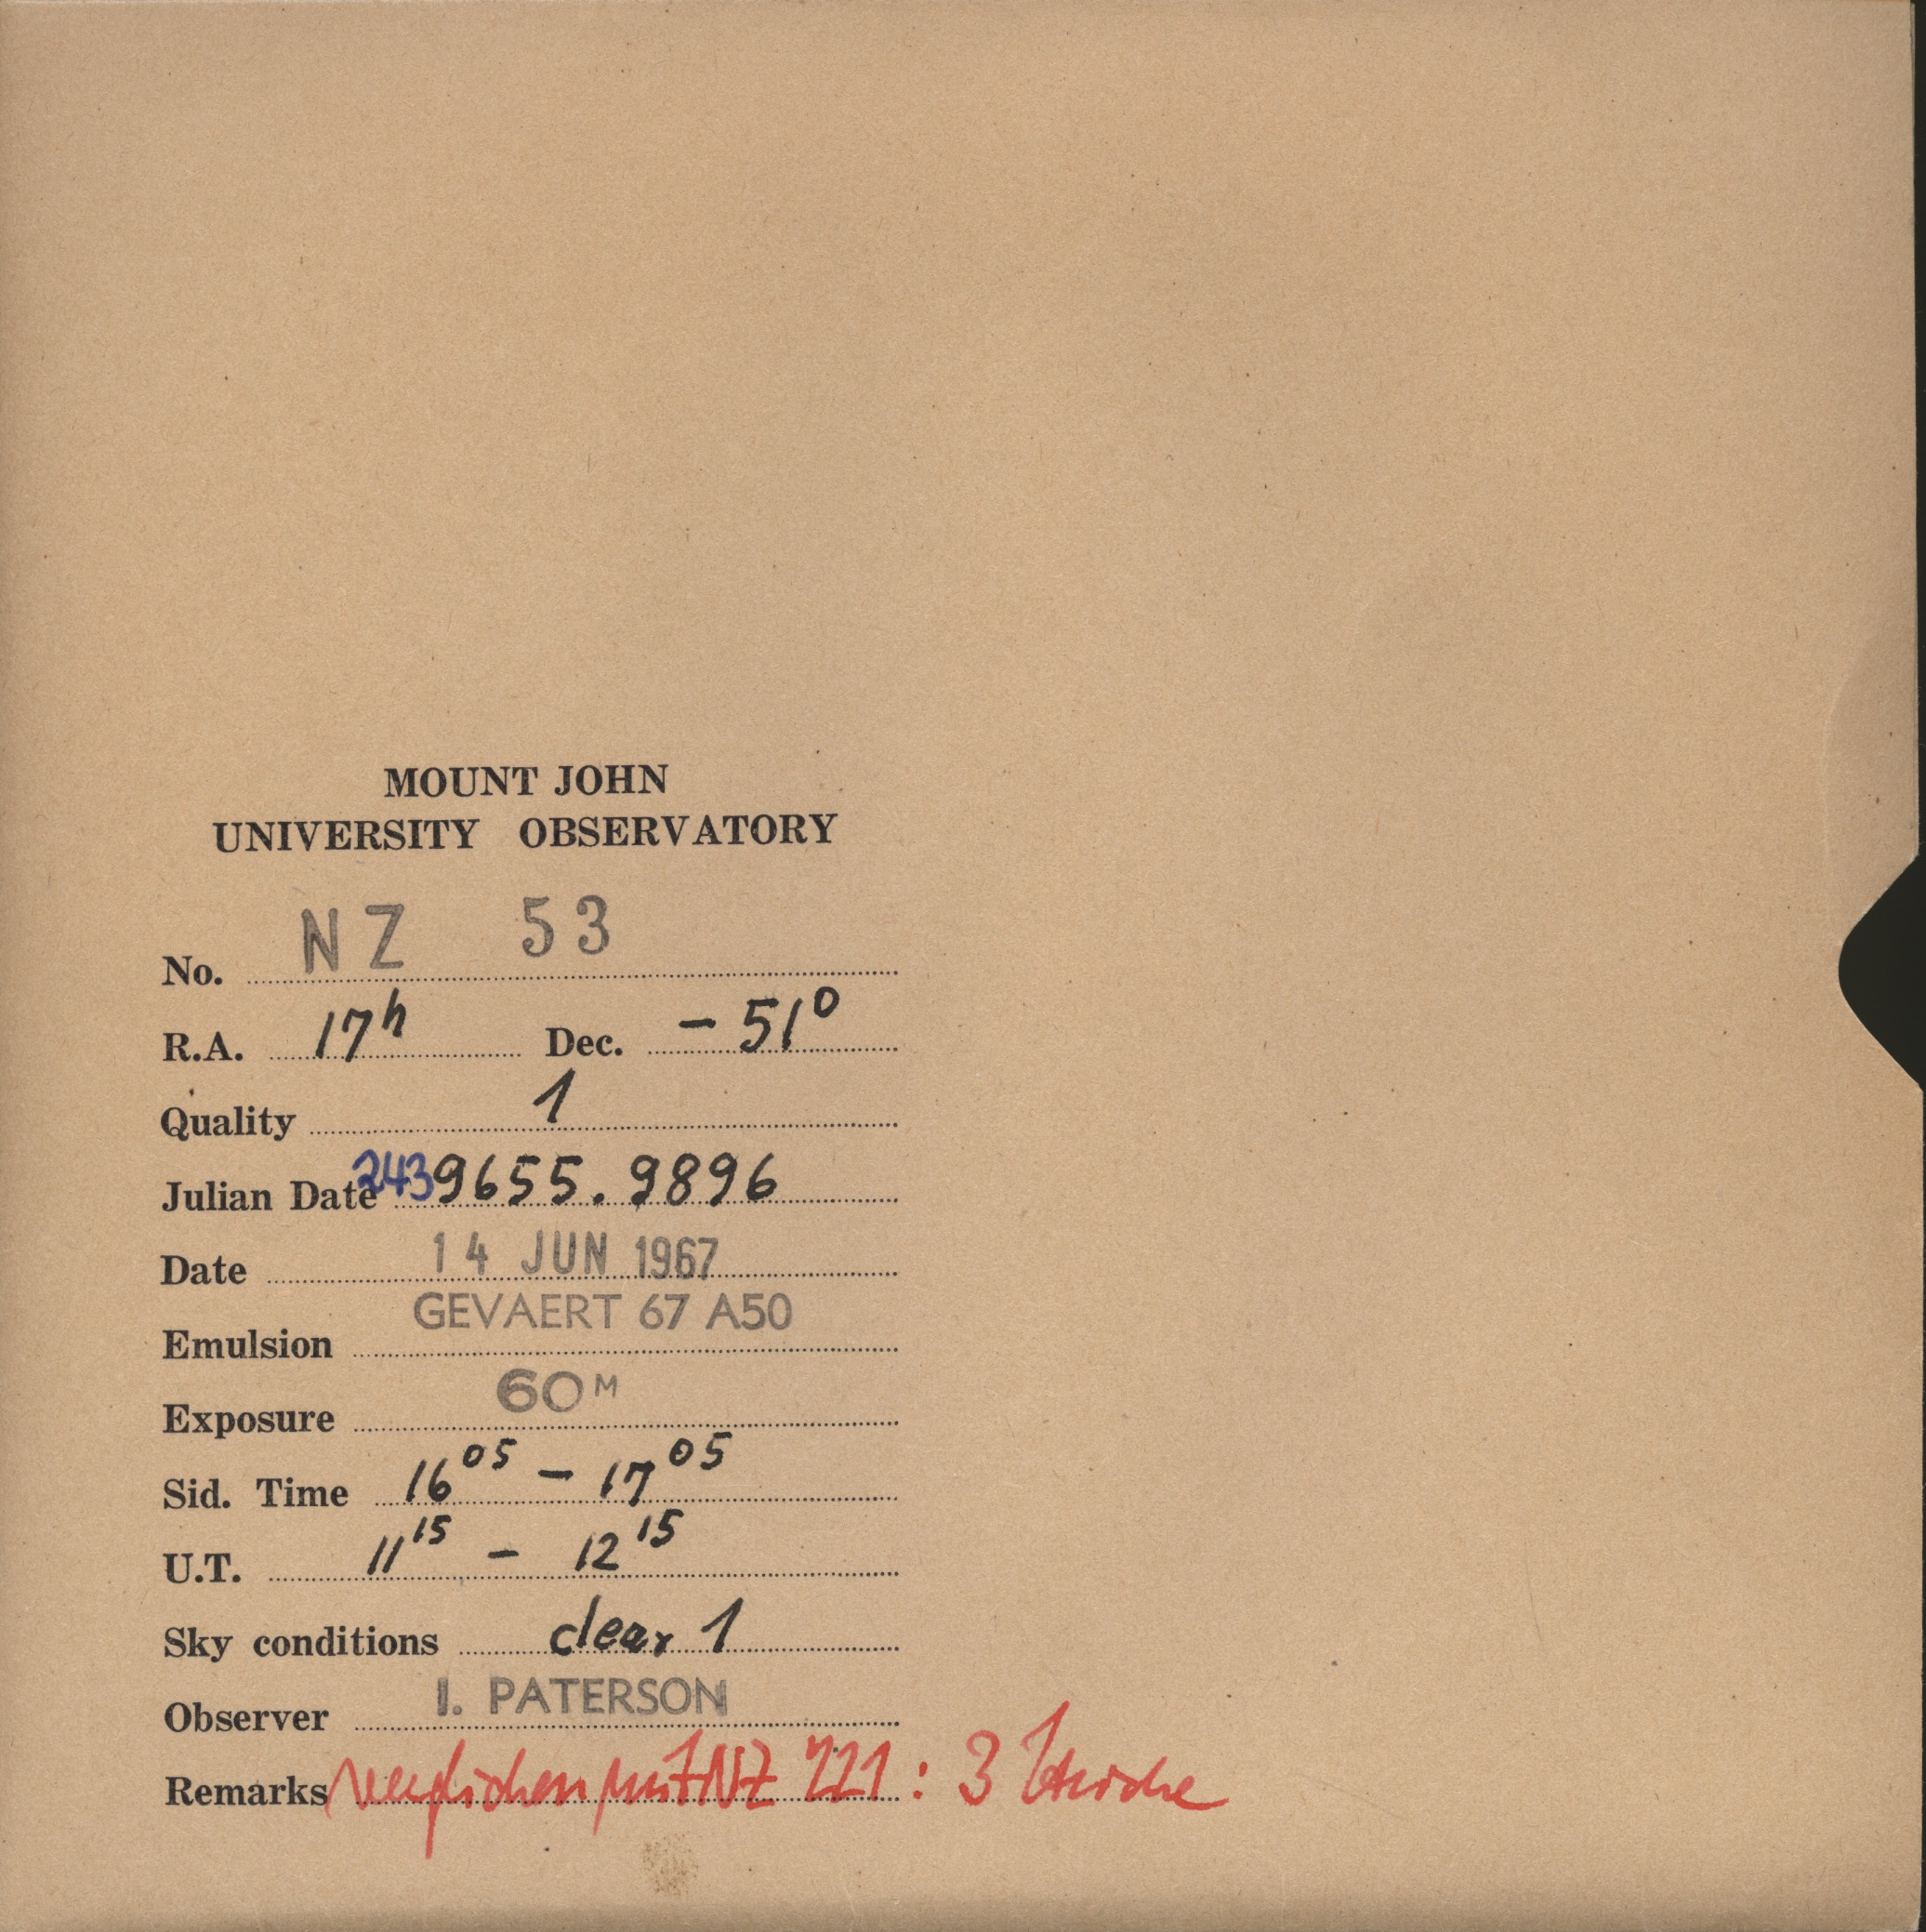 MOUNT JOHN
UNIVERSITY OBSERVATORY
No. NZ 53
R.A. 17h Dec. - 51°
Quality 1
Julian Date 2439655.9896
Date 14 JUN 1967
Emulsion GEVAERT 67 A50
Exposure 60M
Sid. Time 16 05 - 17 05
U.T. 11 15 - 12 15
Sky conditions clear 1
Observer I. PATERSON
Remarks verglichen mit NZ 221 : 3